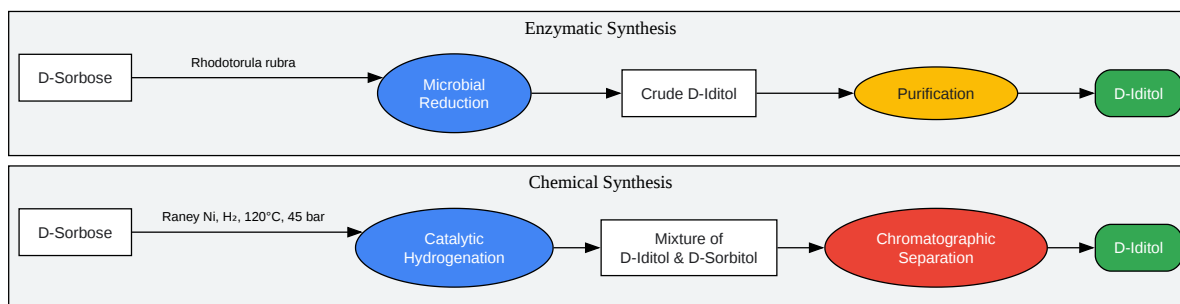 Enzymatic Synthesis
D-Sorbose
Rhodotorula rubra
Microbial
Reduction
Crude D-Iditol
Purification
D-Iditol
Chemical Synthesis
D-Sorbose
Raney Ni, H₂, 120°C, 45 bar
Catalytic
Hydrogenation
Mixture of
D-Iditol & D-Sorbitol
Chromatographic
Separation
D-Iditol